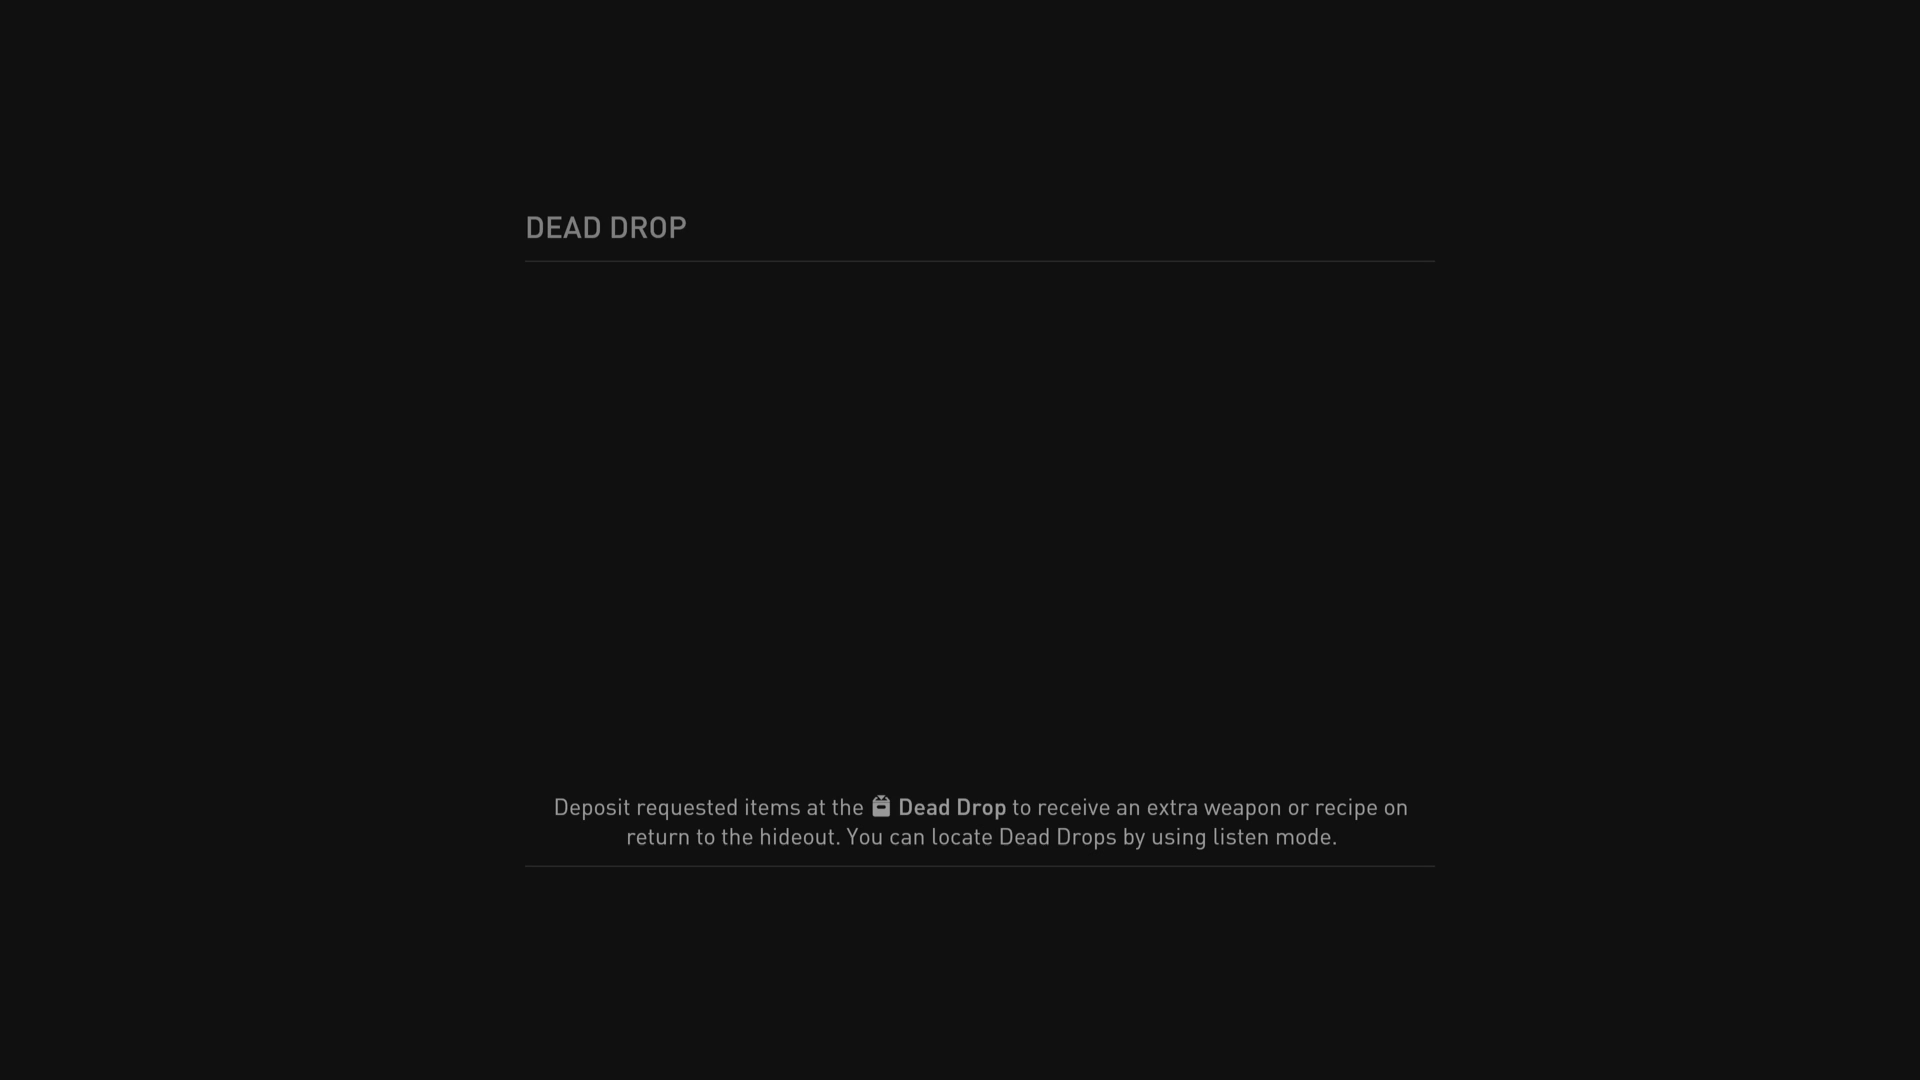 DEAD DROP
Deposit requested items at the Dead Drop to receive an extra weapon or recipe on
return to the hideout. You can locate Dead Drops by using listen mode.